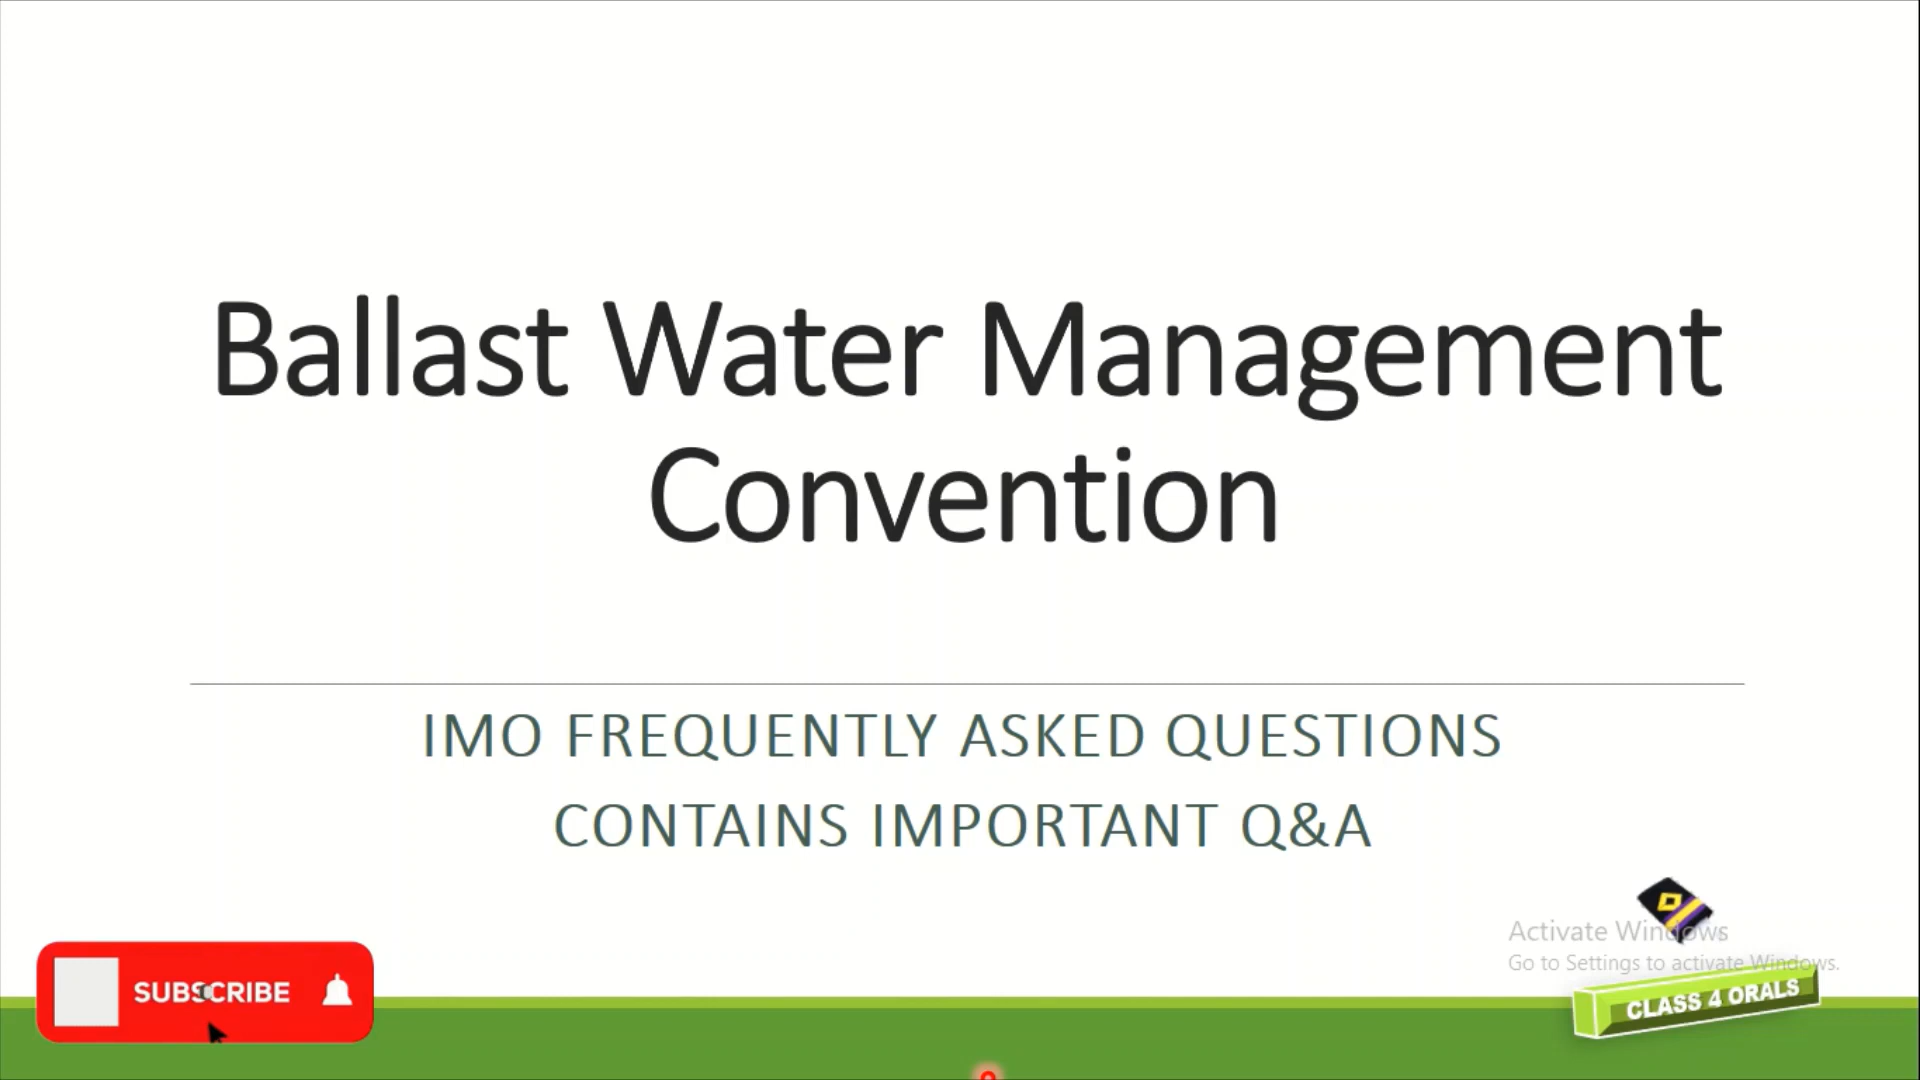 Ballast Water Management
Convention
IMO FREQUENTLY ASKED QUESTIONS
CONTAINS IMPORTANT Q&A
Activate Windows
Go to Settings to activate Windows.
SUBSCRIBE
CLASS 4 ORALS